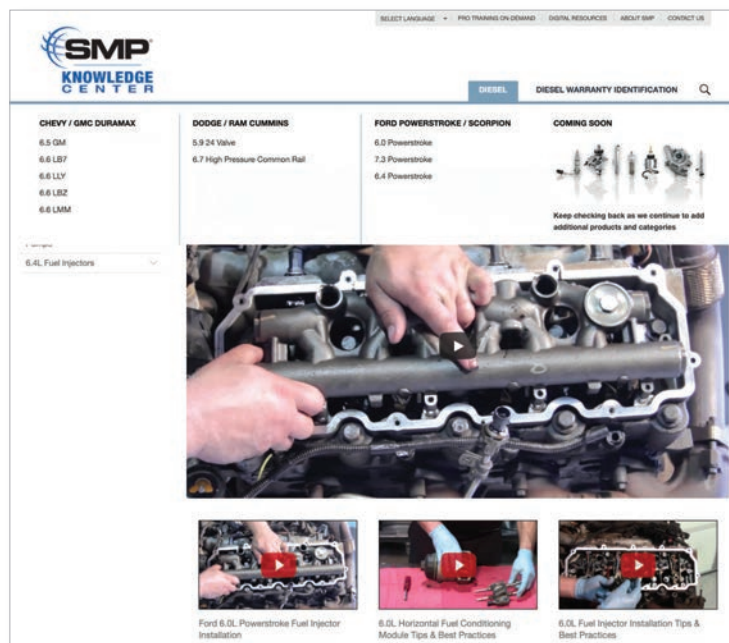 SELECT LANGUAGE
PRO TRAINING ON-DEMAND
DIGITAL RESOURCES
ABOUT SMP
CONTACT US
SMP
KNOWLEDGE
CENTER
DIESEL
DIESEL WARRANTY IDENTIFICATION
CHEVY / GMC DURAMAX
6.5 GM
6.6 LB7
6.6 LLY
6.6 LBZ
6.6 LMM
DODGE / RAM CUMMINS
5.9 24 Valve
6.7 High Pressure Common Rail
FORD POWERSTROKE / SCORPION
6.0 Powerstroke
7.3 Powerstroke
6.4 Powerstroke
COMING SOON
Keep checking back as we continue to add
additional products and categories
Pumps
6.4L Fuel Injectors
Ford 6.0L Powerstroke Fuel Injector
Installation
6.0L Horizontal Fuel Conditioning
Module Tips & Best Practices
6.0L Fuel Injector Installation Tips &
Best Practices